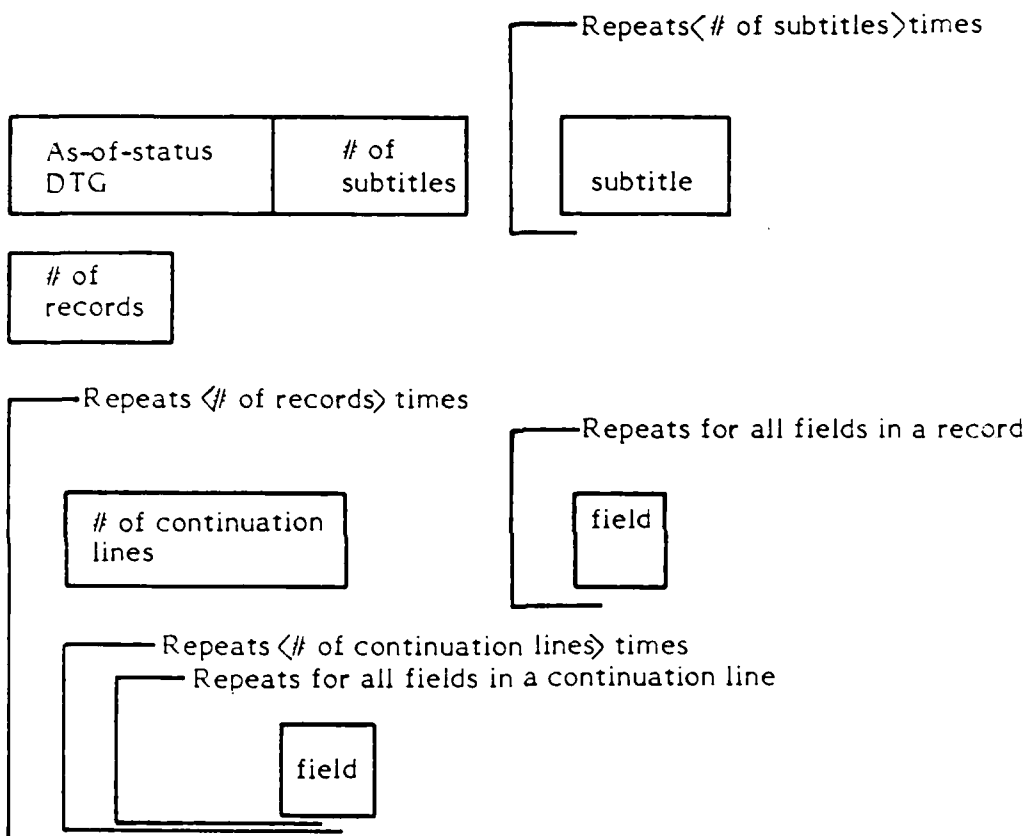 Repeats<# of subtitles>times
As-of-status
DTG
# of
subtitles
subtitle
# of
records
Repeats <# of records> times
Repeats for all fields in a record
# of continuation
lines
field
Repeats <# of continuation lines> times
Repeats for all fields in a continuation line
field